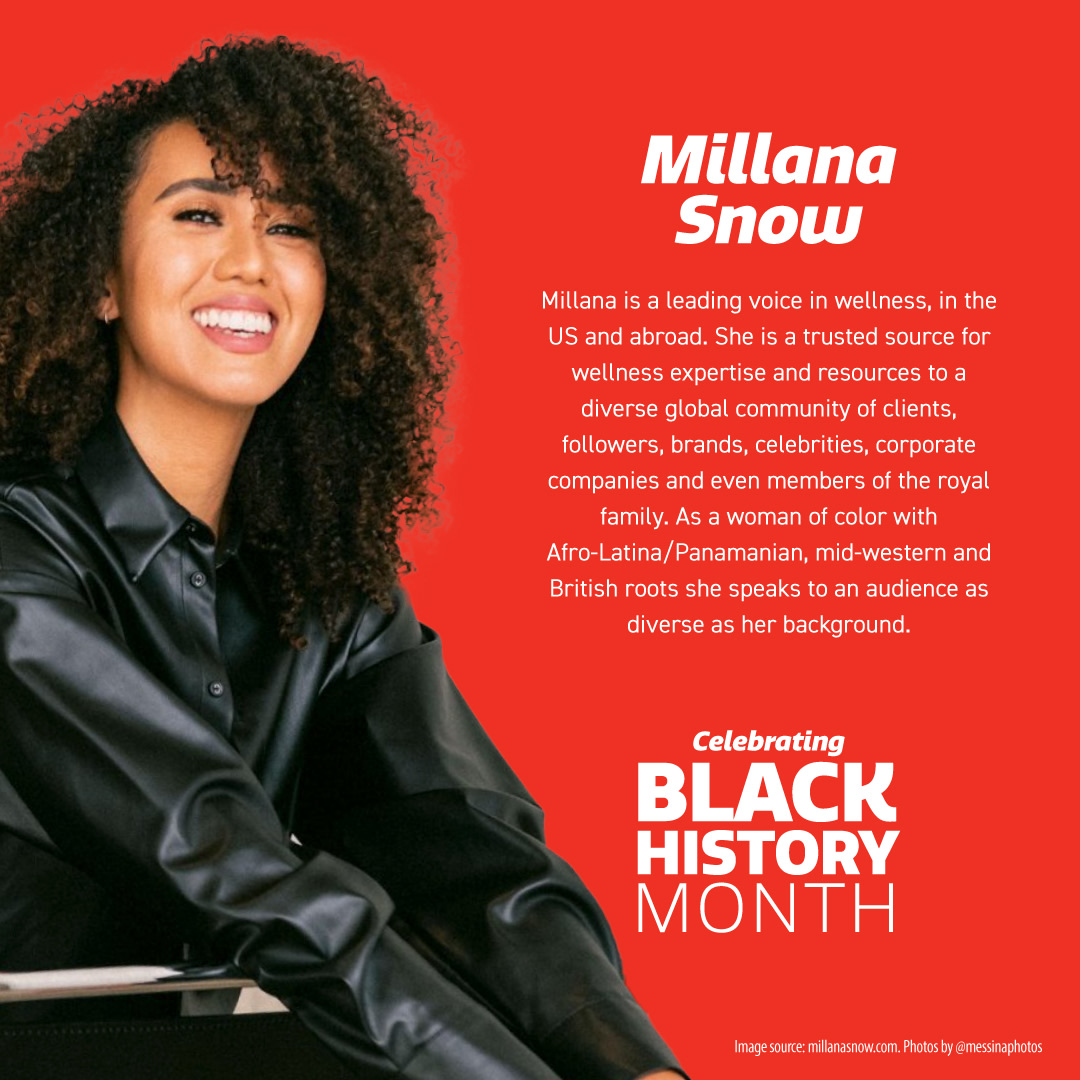 Millana
Snow
Millana is a leading voice in wellness, in the
US and abroad. She is a trusted source for
wellness expertise and resources to a
diverse global community of clients,
followers, brands, celebrities, corporate
companies and even members of the royal
family. As a woman of color with
Afro-Latina/Panamanian, mid-western and
British roots she speaks to an audience as
diverse as her background.
Celebrating
BLACK
HISTORY
MONTH
Image source: millanasnow.com. Photos by @messinaphotos